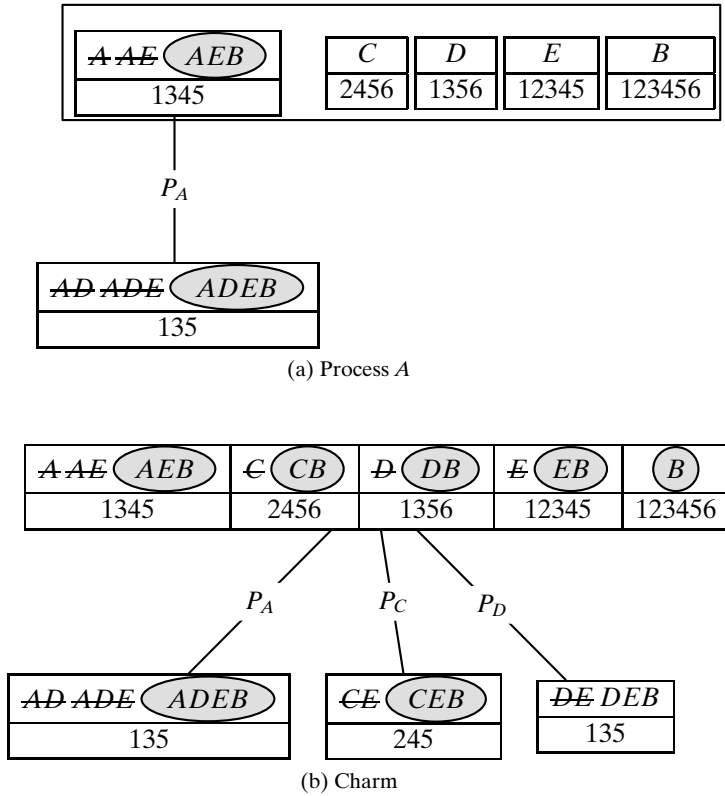 A AE AEB C D E B
1345 2456 1356 12345 123456
P_A
AD ADE ADEB
135
(a) Process A
A AE AEB C CB D DB E EB B
1345 2456 1356 12345 123456
P_A P_C P_D
AD ADE ADEB CE CEB DE DEB
135 245 135
(b) Charm